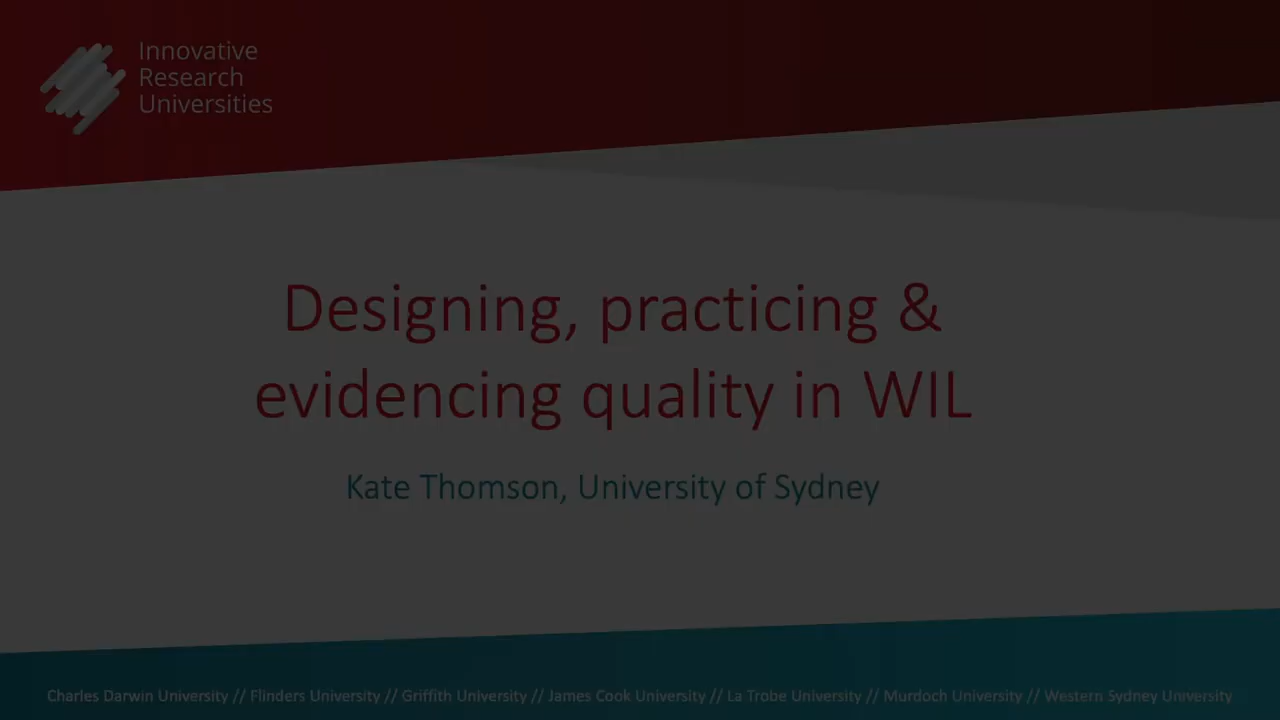 Innovative
Research
Universities
Designing, practicing &
evidencing quality in WIL
Kate Thomson, University of Sydney
Charles Darwin University // Flinders University // Griffith University // James Cook University // La Trobe University // Murdoch University // Western Sydney University